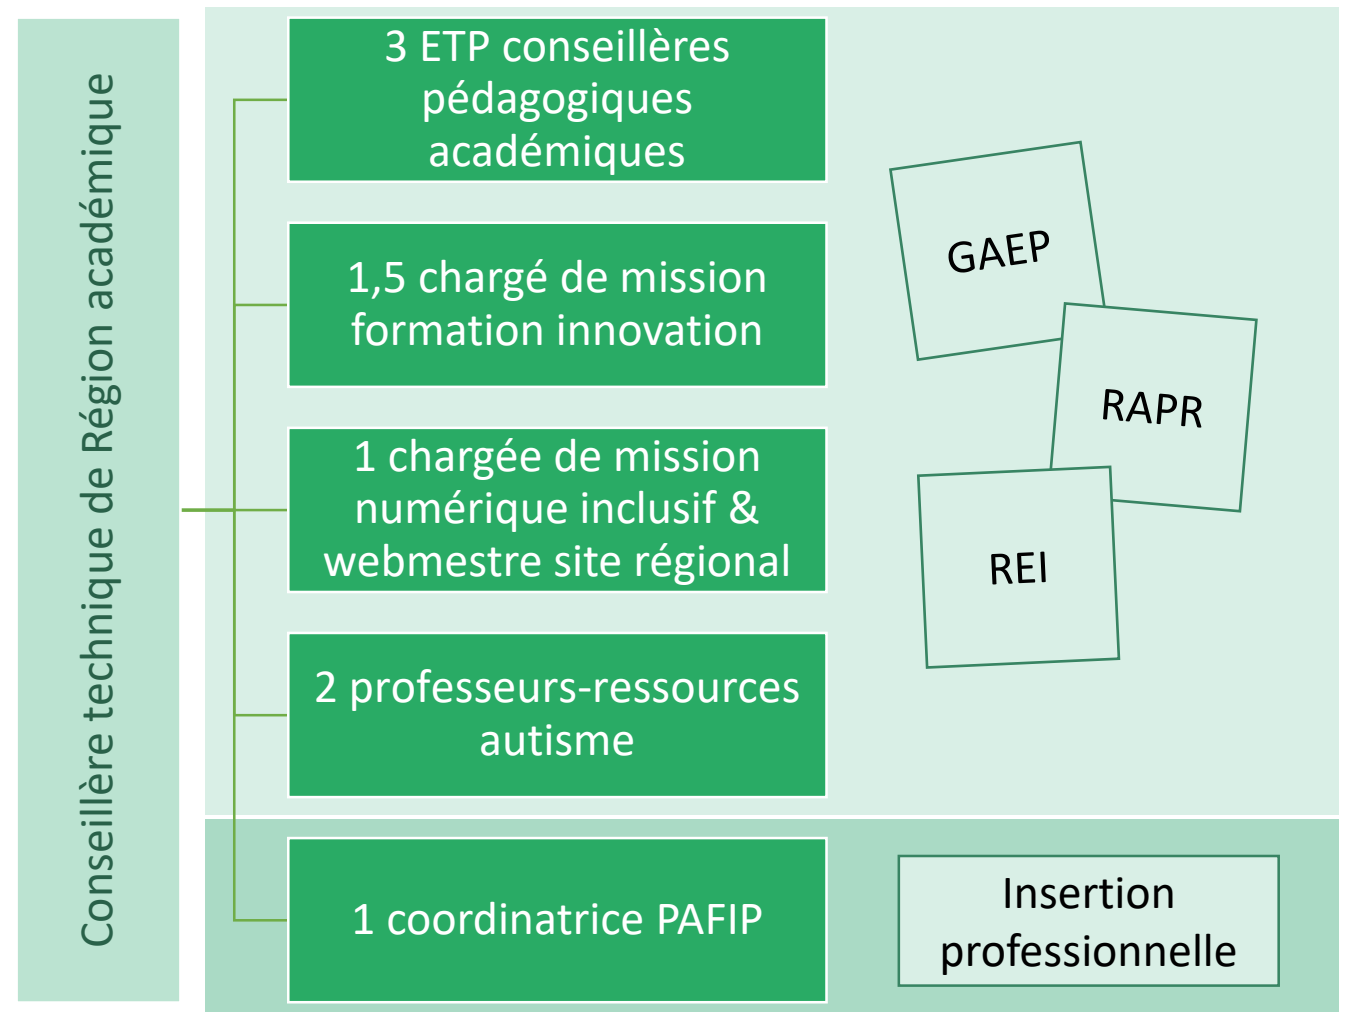 Conseillère technique de Région académique
3 ETP conseillères
pédagogiques
académiques
1,5 chargé de mission
formation innovation
1 chargée de mission
numérique inclusif &
webmestre site régional
2 professeurs-ressources
autisme
1 coordinatrice PAFIP
GAEP
RAPR
REI
Insertion
professionnelle